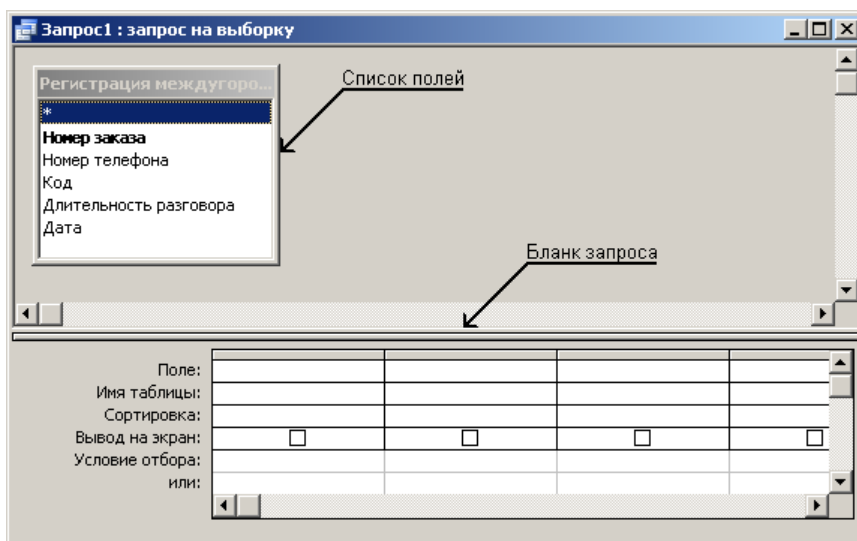 Запрос1 : запрос на выборку
Регистрация междугоро...
Список полей
*
Номер заказа
Номер телефона
Код
Длительность разговора
Дата
Бланк запроса
Поле:
Имя таблицы:
Сортировка:
Вывод на экран:
Условие отбора:
или: